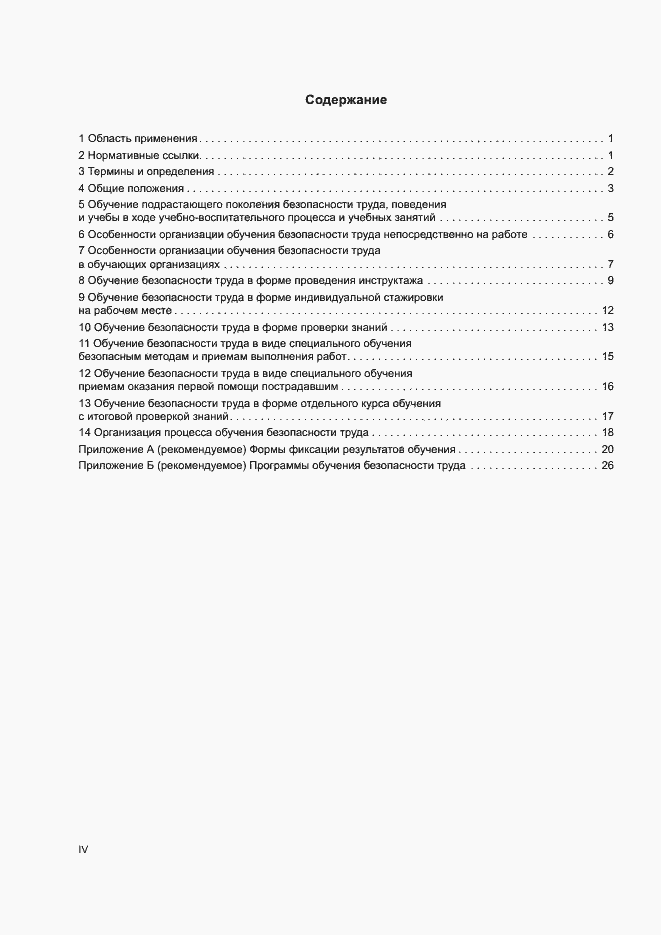 Содержание
1 Область применения. . . . . . . . . . . . . . . . . . . . . . . . . . . . . . . . . . . . . . . . . . . . . . . . . . . . . . . . . . . . . . . . . . 1
2 Нормативные ссылки. . . . . . . . . . . . . . . . . . . . . . . . . . . . . . . . . . . . . . . . . . . . . . . . . . . . . . . . . . . . . . . . . . 1
3 Термины и определения . . . . . . . . . . . . . . . . . . . . . . . . . . . . . . . . . . . . . . . . . . . . . . . . . . . . . . . . . . . . . . . 2
4 Общие положения . . . . . . . . . . . . . . . . . . . . . . . . . . . . . . . . . . . . . . . . . . . . . . . . . . . . . . . . . . . . . . . . . . . . 3
5 Обучение подрастающего поколения безопасности труда, поведения
и учебы в ходе учебно-воспитательного процесса и учебных занятий . . . . . . . . . . . . . . . . . . . . . . . . . . 5
6 Особенности организации обучения безопасности труда непосредственно на работе . . . . . . . . . . . . 6
7 Особенности организации обучения безопасности труда
в обучающих организациях . . . . . . . . . . . . . . . . . . . . . . . . . . . . . . . . . . . . . . . . . . . . . . . . . . . . . . . . . . . . . 7
8 Обучение безопасности труда в форме проведения инструктажа . . . . . . . . . . . . . . . . . . . . . . . . . . . . 9
9 Обучение безопасности труда в форме индивидуальной стажировки
на рабочем месте . . . . . . . . . . . . . . . . . . . . . . . . . . . . . . . . . . . . . . . . . . . . . . . . . . . . . . . . . . . . . . . . . . . . 12
10 Обучение безопасности труда в форме проверки знаний . . . . . . . . . . . . . . . . . . . . . . . . . . . . . . . . . . 13
11 Обучение безопасности труда в виде специального обучения
безопасным методам и приемам выполнения работ. . . . . . . . . . . . . . . . . . . . . . . . . . . . . . . . . . . . . . . . . 15
12 Обучение безопасности труда в виде специального обучения
приемам оказания первой помощи пострадавшим . . . . . . . . . . . . . . . . . . . . . . . . . . . . . . . . . . . . . . . . . . 16
13 Обучение безопасности труда в форме отдельного курса обучения
с итоговой проверкой знаний. . . . . . . . . . . . . . . . . . . . . . . . . . . . . . . . . . . . . . . . . . . . . . . . . . . . . . . . . . . . 17
14 Организация процесса обучения безопасности труда . . . . . . . . . . . . . . . . . . . . . . . . . . . . . . . . . . . . . 18
Приложение А (рекомендуемое) Формы фиксации результатов обучения . . . . . . . . . . . . . . . . . . . . . . . 20
Приложение Б (рекомендуемое) Программы обучения безопасности труда . . . . . . . . . . . . . . . . . . . . . 26
IV